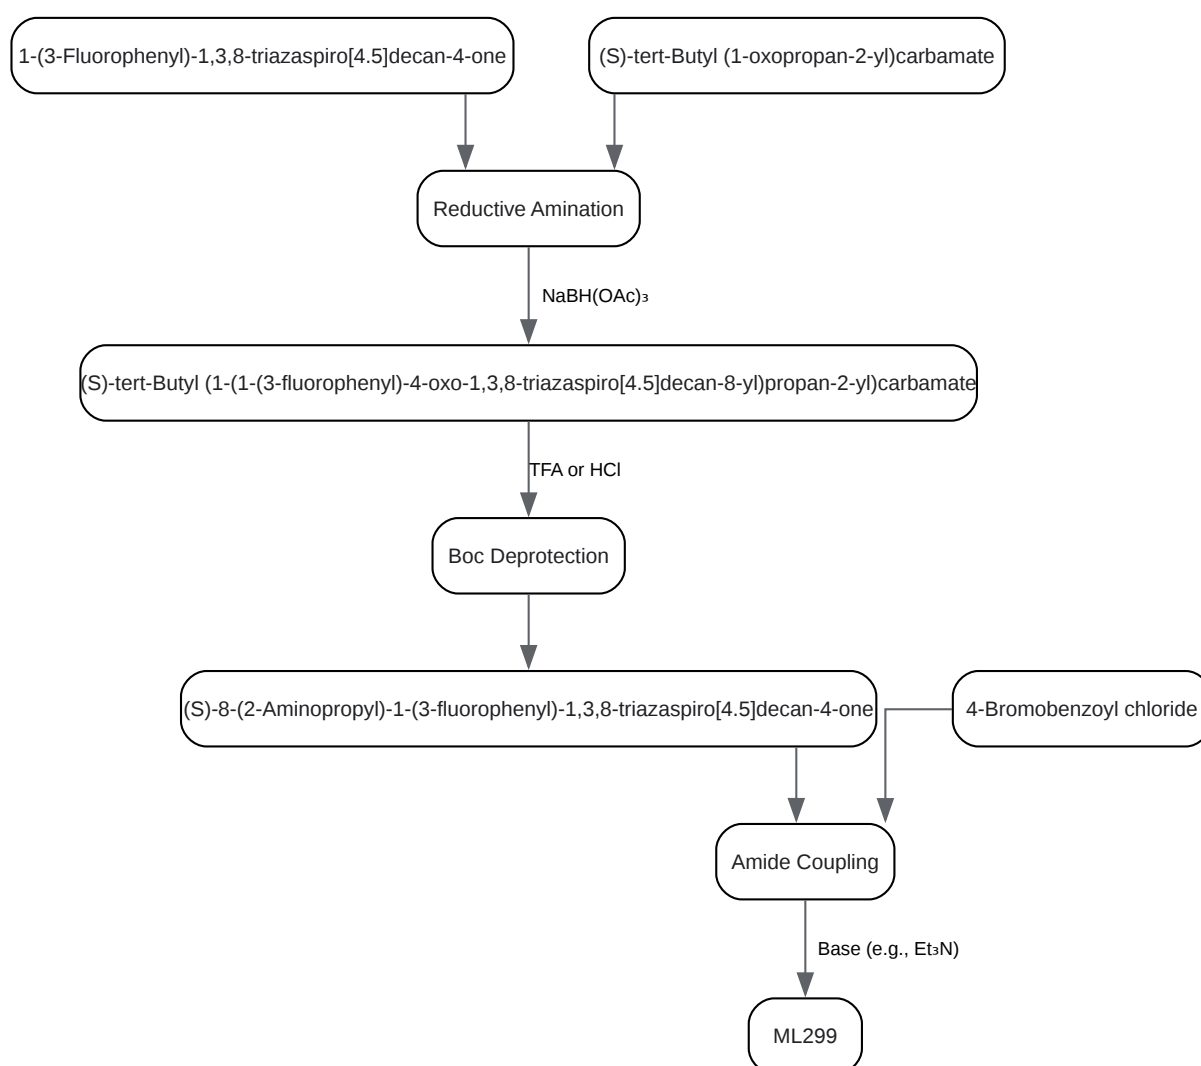 1-(3-Fluorophenyl)-1,3,8-triazaspiro[4.5]decan-4-one
(S)-tert-Butyl (1-oxopropan-2-yl)carbamate
Reductive Amination
NaBH(OAc)₃
(S)-tert-Butyl (1-(1-(3-fluorophenyl)-4-oxo-1,3,8-triazaspiro[4.5]decan-8-yl)propan-2-yl)carbamate
TFA or HCl
Boc Deprotection
(S)-8-(2-Aminopropyl)-1-(3-fluorophenyl)-1,3,8-triazaspiro[4.5]decan-4-one
4-Bromobenzoyl chloride
Amide Coupling
Base (e.g., Et₃N)
ML299